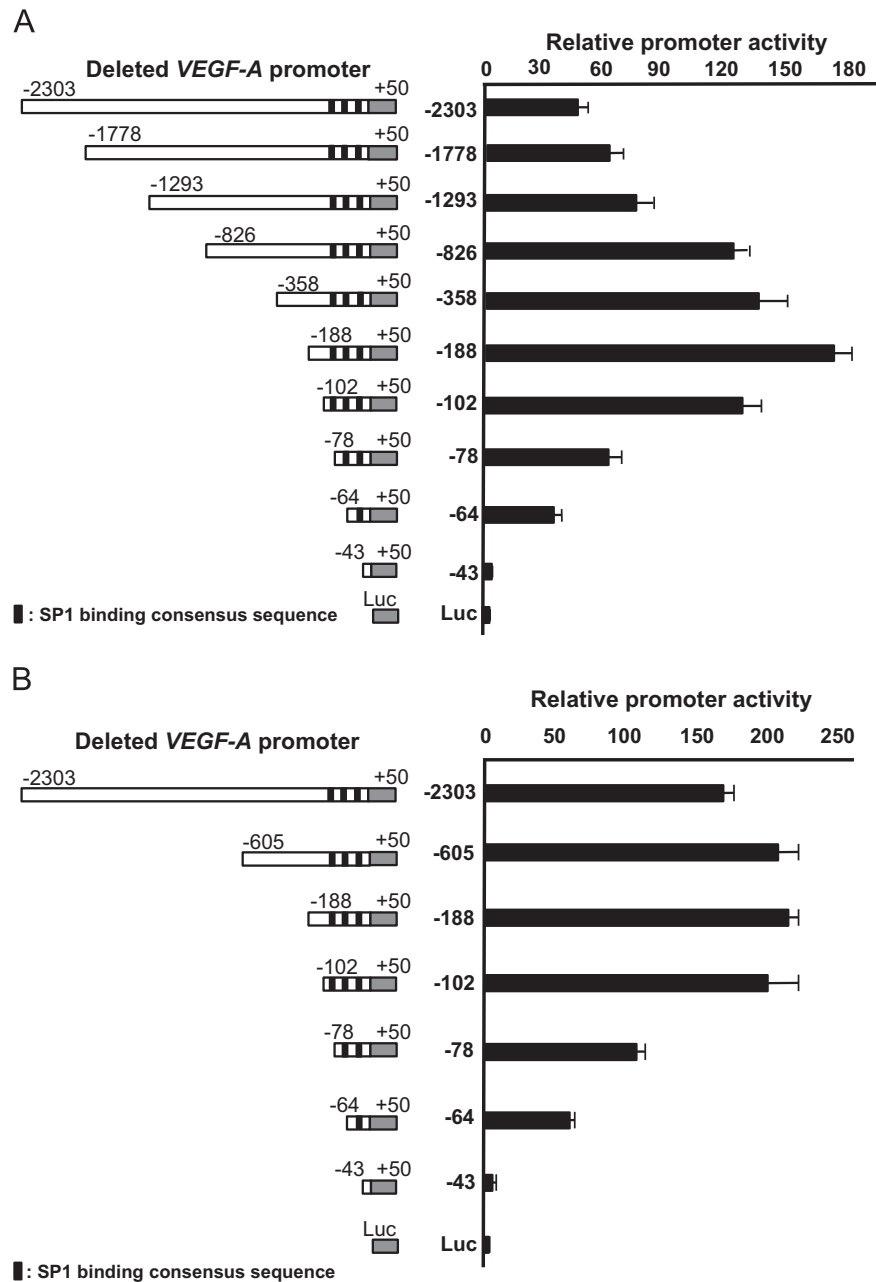 A
Relative promoter activity
Deleted VEGF-A promoter
0 30 60 90 120 150 180
-2303 +50
-2303
-1778 +50
-1778
-1293 +50
-1293
-826 +50
-826
-358 +50
-358
-188 +50
-188
-102 +50
-102
-78 +50
-78
-64 +50
-64
-43 +50
-43
Luc
Luc
: SP1 binding consensus sequence
B
Relative promoter activity
Deleted VEGF-A promoter
0 50 100 150 200 250
-2303 +50
-2303
-605 +50
-605
-188 +50
-188
-102 +50
-102
-78 +50
-78
-64 +50
-64
-43 +50
-43
Luc
Luc
: SP1 binding consensus sequence